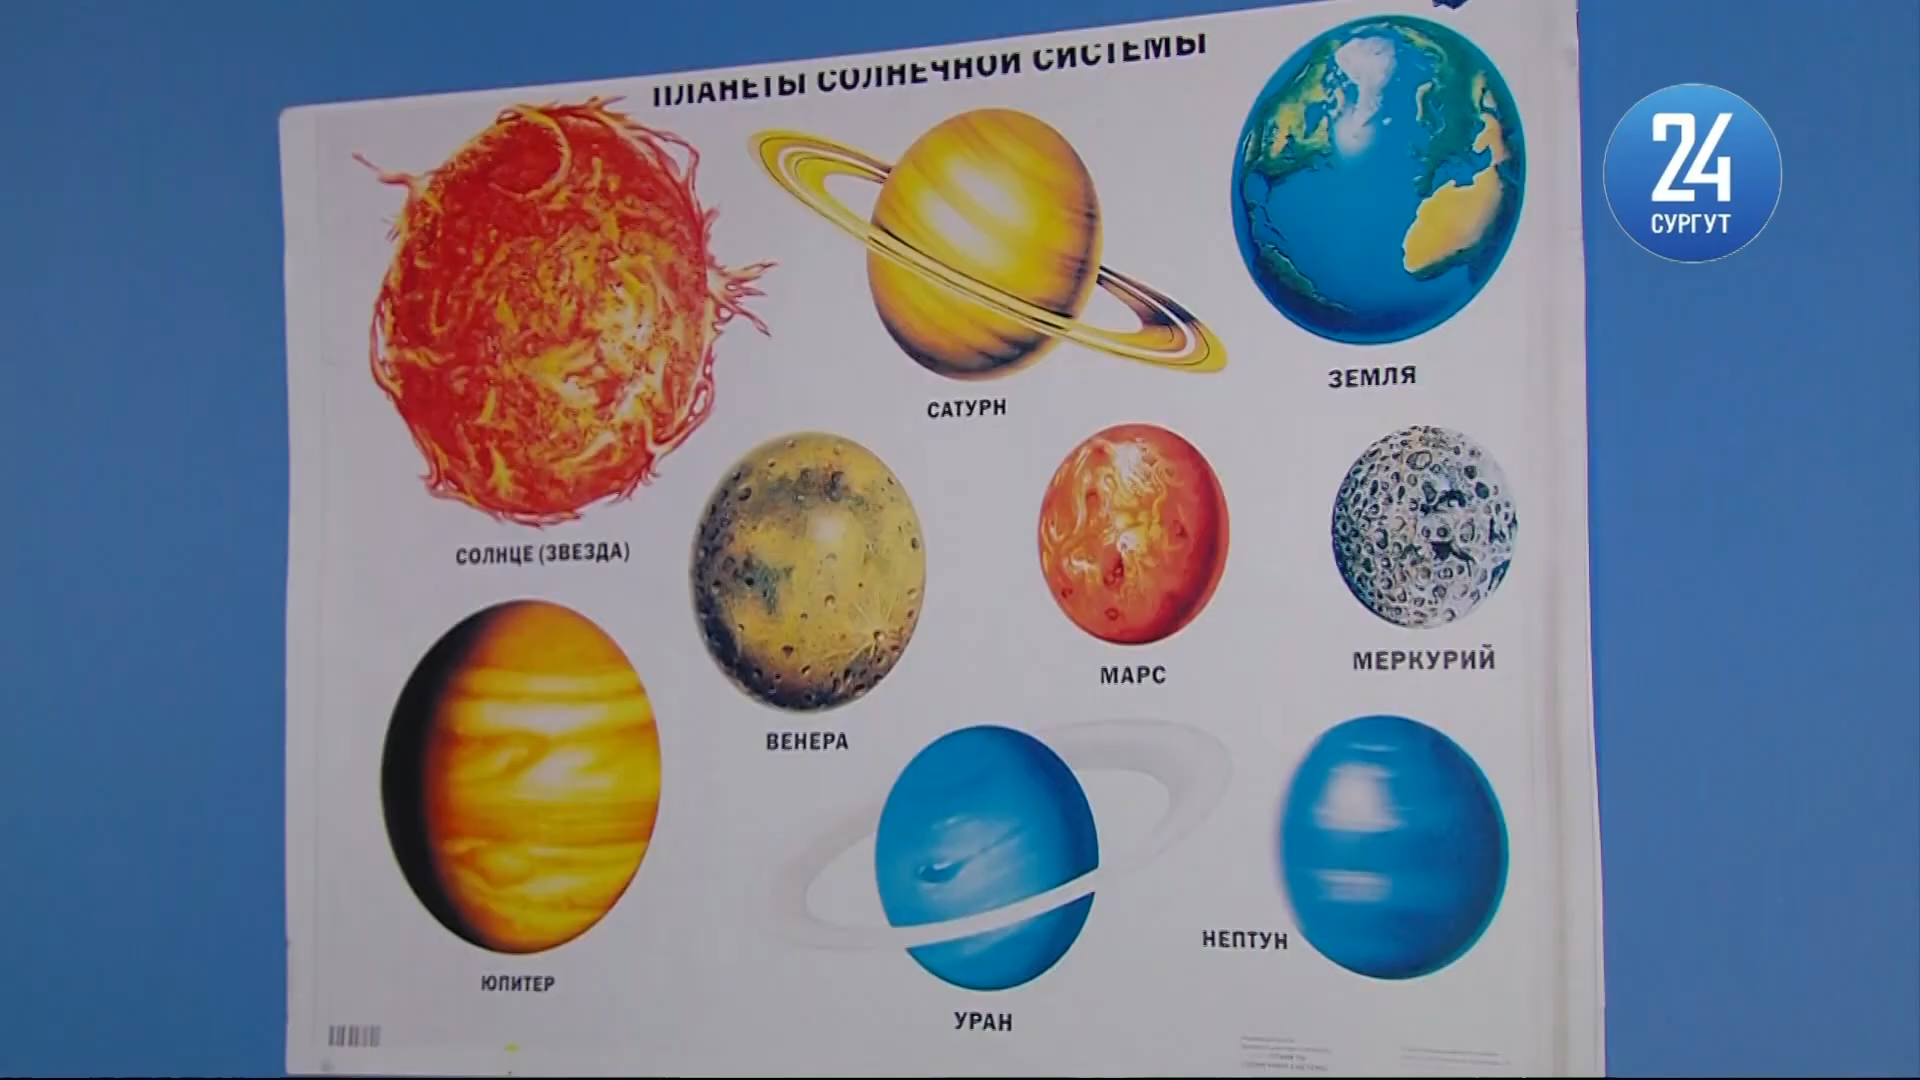 ПЛАНЕТЫ СОЛНЕЧНОЙ СИСТЕМЫ
24
СУРГУТ
САТУРН
ЗЕМЛЯ
СОЛНЦЕ (ЗВЕЗДА)
МАРС
МЕРКУРИЙ
ВЕНЕРА
НЕПТУН
ЮПИТЕР
УРАН